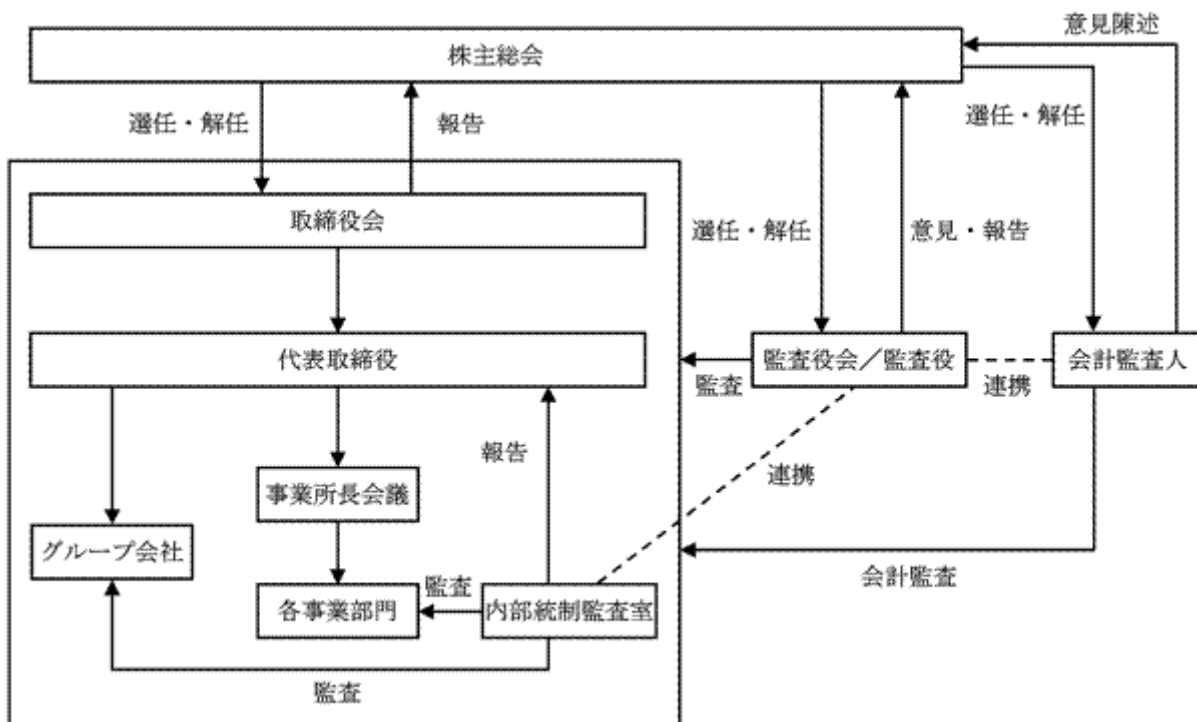 意見陳述
株主総会
選任・解任
報告
選任・解任
取締役会
選任・解任
意見・報告
代表取締役
監査役会／監査役
会計監査人
監査
連携
報告
連携
事業所長会議
グループ会社
会計監査
監査
各事業部門
内部統制監査室
監査